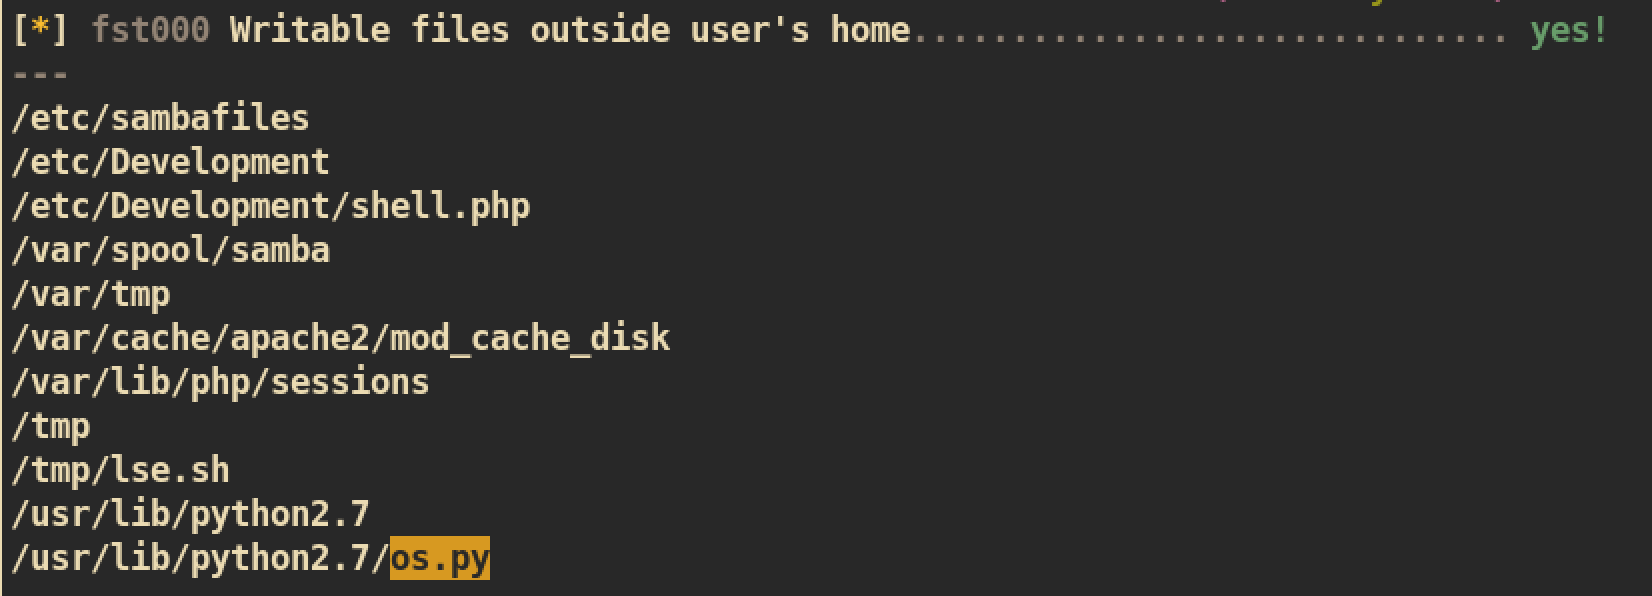 [*] fst000 Writable files outside user's home.............................. yes!
---
/etc/sambafiles
/etc/Development
/etc/Development/shell.php
/var/spool/samba
/var/tmp
/var/cache/apache2/mod_cache_disk
/var/lib/php/sessions
/tmp
/tmp/lse.sh
/usr/lib/python2.7
/usr/lib/python2.7/os.py